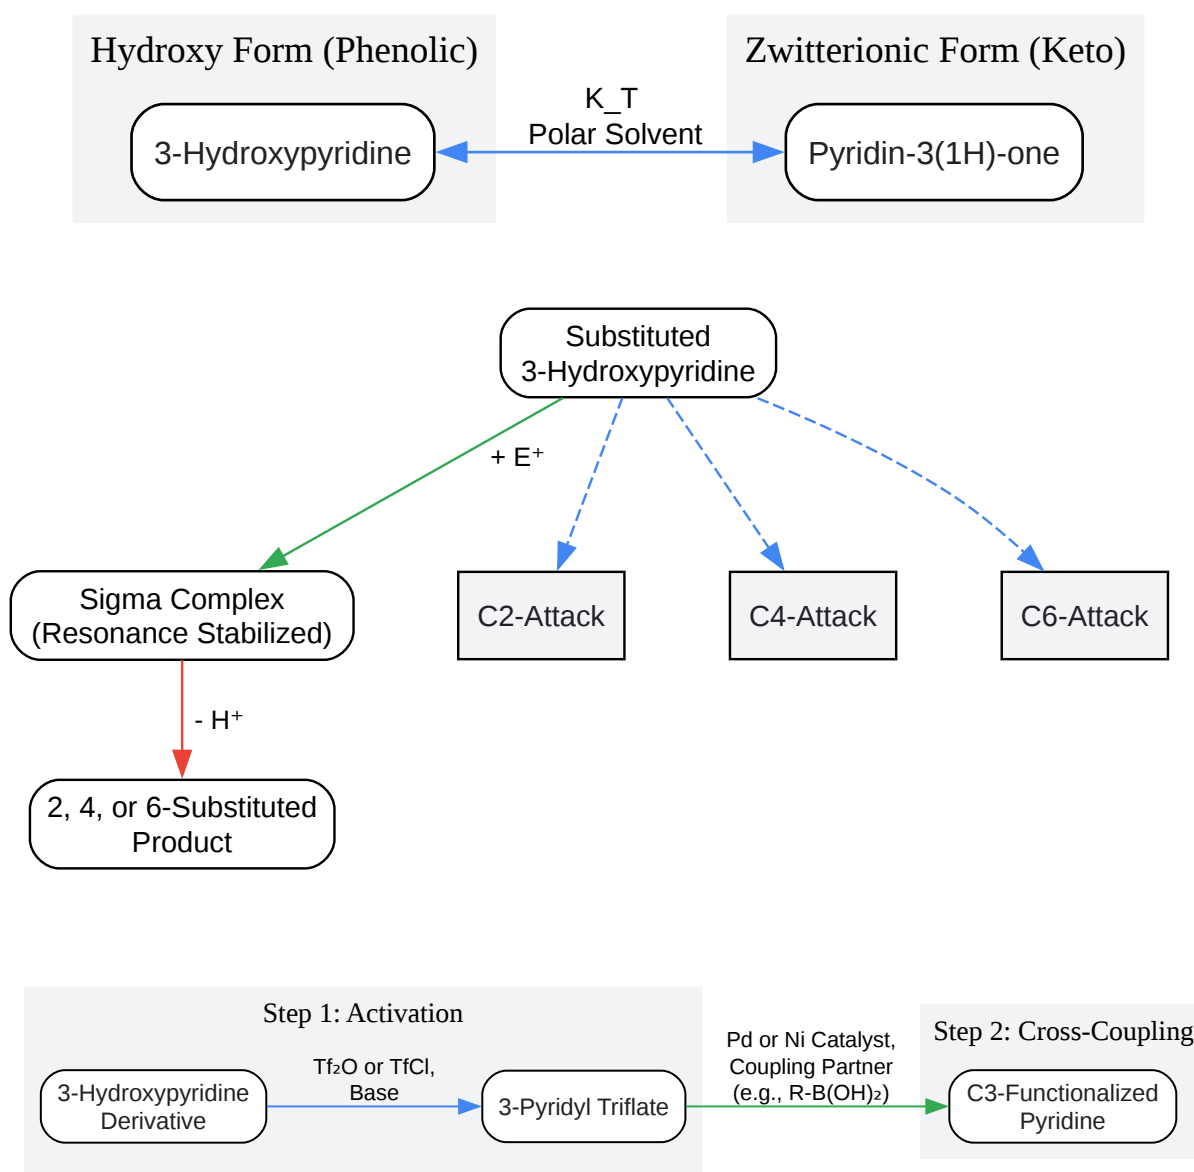 Hydroxy Form (Phenolic)
Zwitterionic Form (Keto)
K_T
Polar Solvent
3-Hydroxypyridine
Pyridin-3(1H)-one
Substituted
3-Hydroxypyridine
+ E⁺
Sigma Complex
(Resonance Stabilized)
C2-Attack
C4-Attack
C6-Attack
- H⁺
2, 4, or 6-Substituted
Product
Step 1: Activation
Step 2: Cross-Coupling
3-Hydroxypyridine
Derivative
Tf₂O or TfCl,
Base
3-Pyridyl Triflate
Pd or Ni Catalyst,
Coupling Partner
(e.g., R-B(OH)₂)
C3-Functionalized
Pyridine